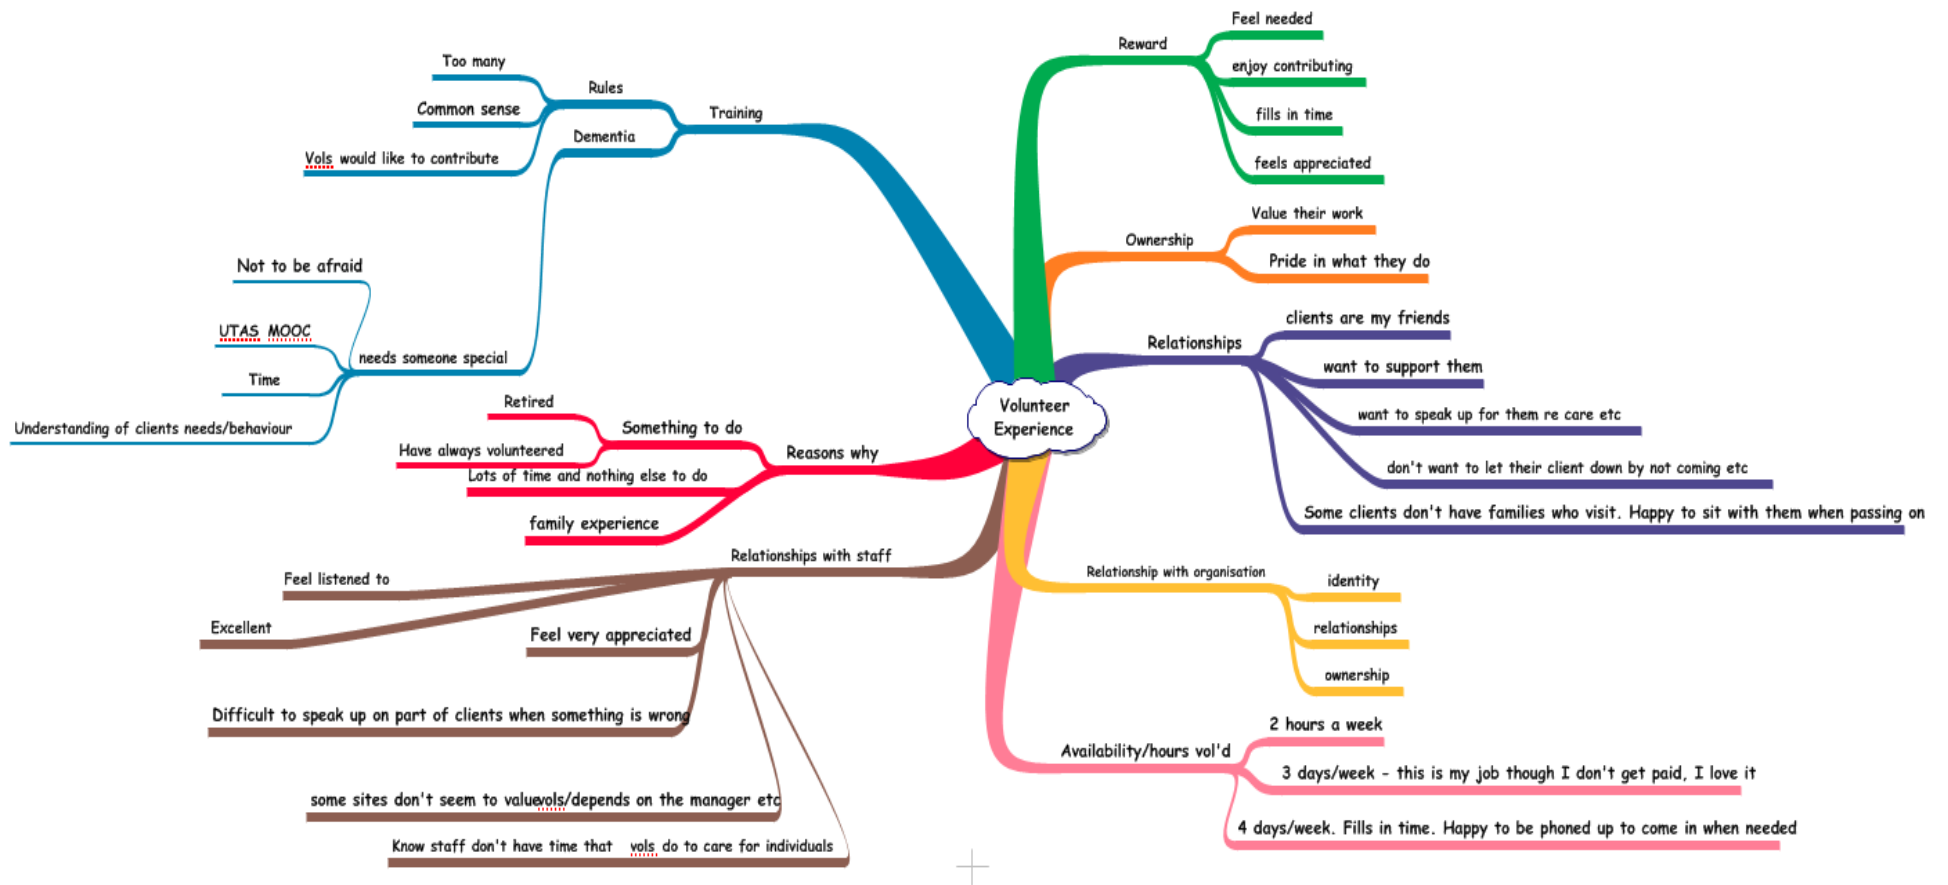 Volunteer
Experience
Reward
Feel needed
enjoy contributing
fills in time
feels appreciated
Ownership
Value their work
Pride in what they do
Relationships
clients are my friends
want to support them
want to speak up for them re care etc
don't want to let their client down by not coming etc
Some clients don't have families who visit. Happy to sit with them when passing on
Relationship with organisation
identity
relationships
ownership
Availability/hours vol'd
2 hours a week
3 days/week - this is my job though I don't get paid, I love it
4 days/week. Fills in time. Happy to be phoned up to come in when needed
Training
Rules
Too many
Common sense
Vols would like to contribute
Dementia
needs someone special
Not to be afraid
UTAS MOOC
Time
Understanding of clients needs/behaviour
Reasons why
Something to do
Retired
Have always volunteered
Lots of time and nothing else to do
family experience
Relationships with staff
Feel listened to
Excellent
Feel very appreciated
Difficult to speak up on part of clients when something is wrong
some sites don't seem to value vols/depends on the manager etc
Know staff don't have time that vols do to care for individuals